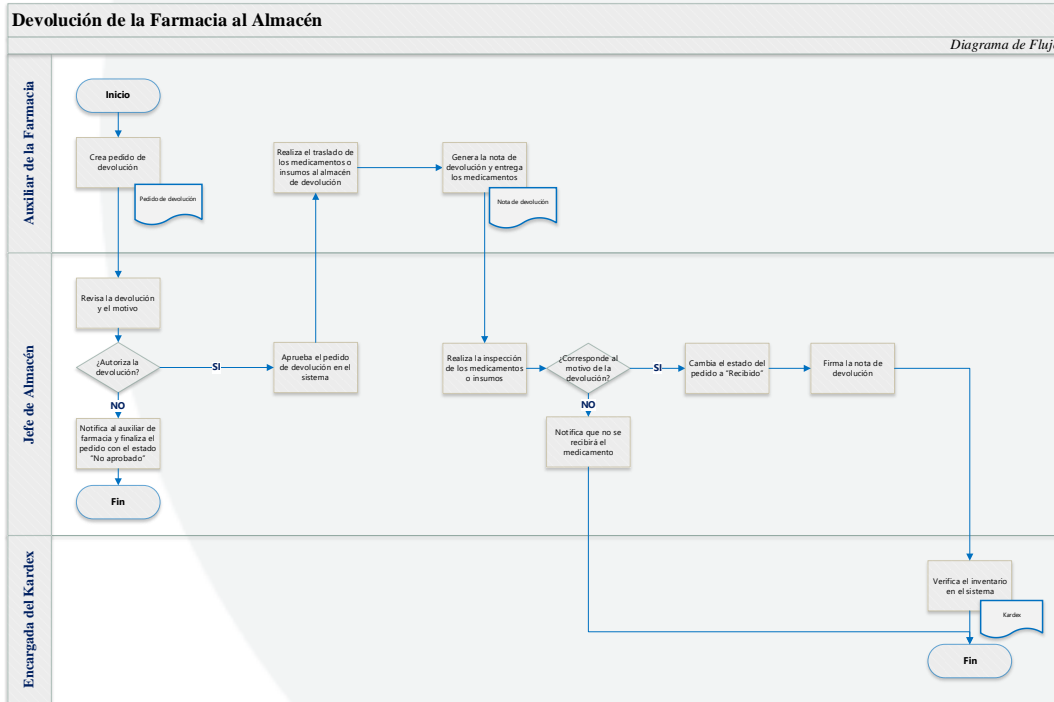 Devolución de la Farmacia al Almacén
Diagrama de Flujo
Auxiliar de la Farmacia
Inicio
Crea pedido de
devolución
Pedido de devolución
Realiza el traslado de
los medicamentos o
insumos al almacén
de devolución
Genera la nota de
devolución y entrega
los medicamentos
Nota de devolución
Jefe de Almacén
Revisa la devolución
y el motivo
¿Autoriza la
devolución?
SI
NO
Notifica al auxiliar de
farmacia y finaliza el
pedido con el estado
"No aprobado"
Fin
Aprueba el pedido
de devolución en el
sistema
Realiza la inspección
de los medicamentos
o insumos
¿Corresponde al
motivo de la
devolución?
SI
NO
Notifica que no se
recibirá el
medicamento
Cambia el estado del
pedido a "Recibido"
Firma la nota de
devolución
Encargada del Kardex
Verifica el inventario
en el sistema
Kardex
Fin